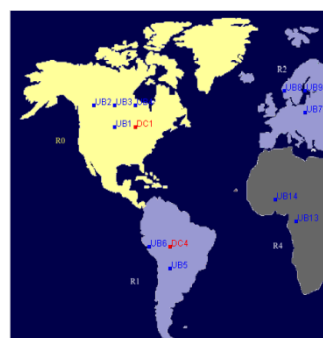 R2
UB8 UB9
UB2 UB3
UB7
UB1 DC1
R0
UB14
UB13
UB6 DC4
R4
UB5
R1